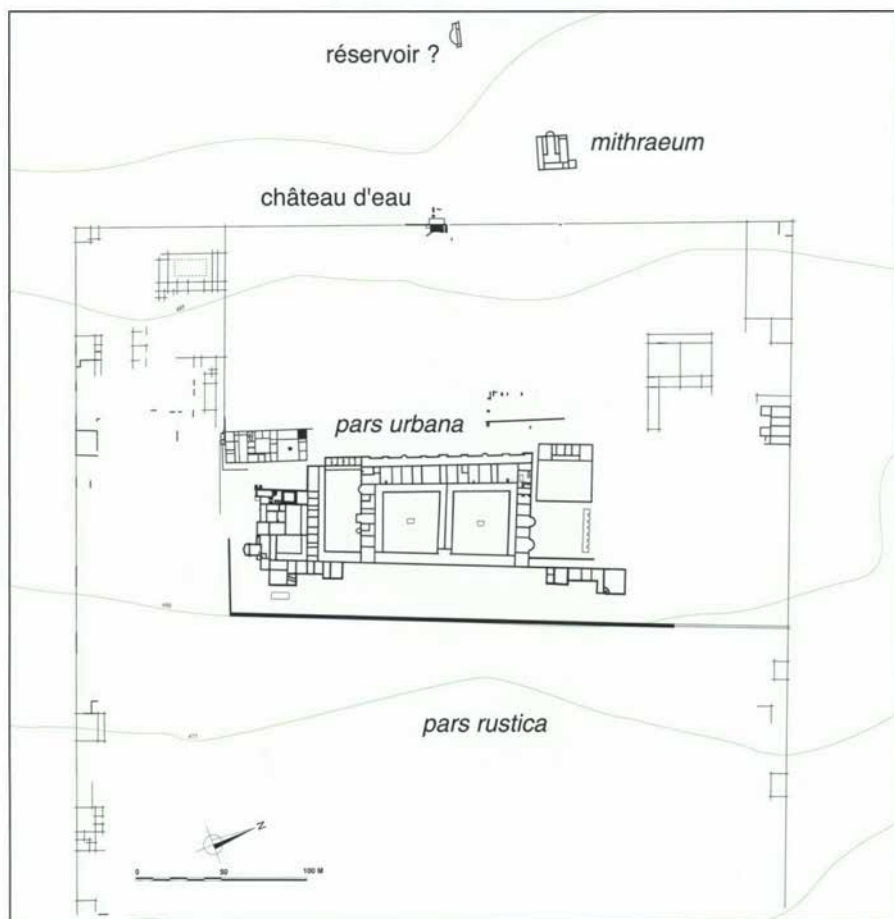 réservoir ?
mithraeum
château d'eau
pars urbana
pars rustica
N
0 50 100 M